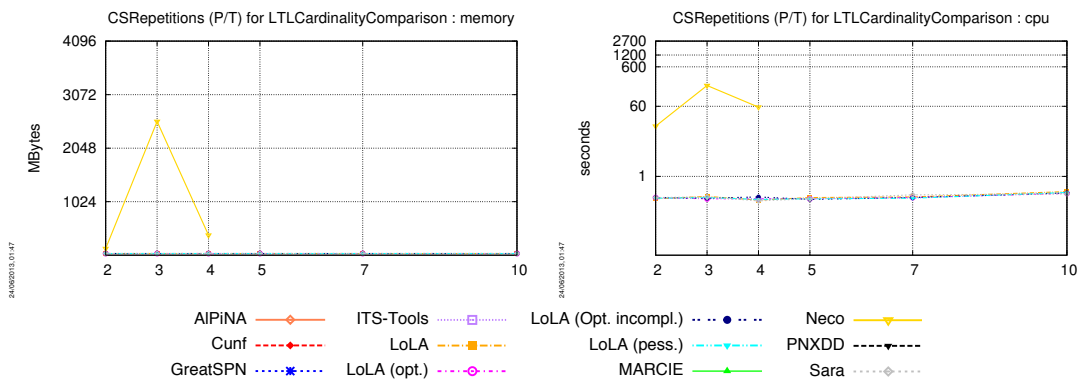 CSRepetitions (P/T) for LTLCardinalityComparison : memory
4096
3072
2048
1024
MBytes
2 3 4 5 7 10
24/06/2013, 01:47
CSRepetitions (P/T) for LTLCardinalityComparison : cpu
2700
1200
600
60
1
seconds
2 3 4 5 7 10
24/06/2013, 01:47
AlPiNA ITS-Tools LoLA (Opt. incompl.) Neco
Cunf LoLA LoLA (pess.) PNXDD
GreatSPN LoLA (opt.) MARCIE Sara